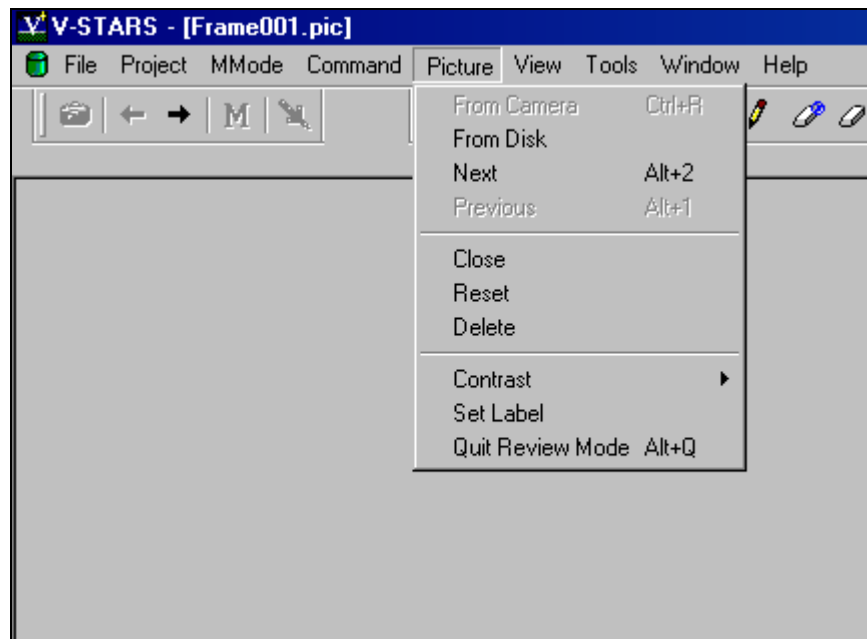 V-STARS - [Frame001.pic]
File Project MMode Command Picture View Tools Window Help
M
From Camera Ctrl+R
From Disk
Next Alt+2
Previous Alt+1
Close
Reset
Delete
Contrast
Set Label
Quit Review Mode Alt+Q